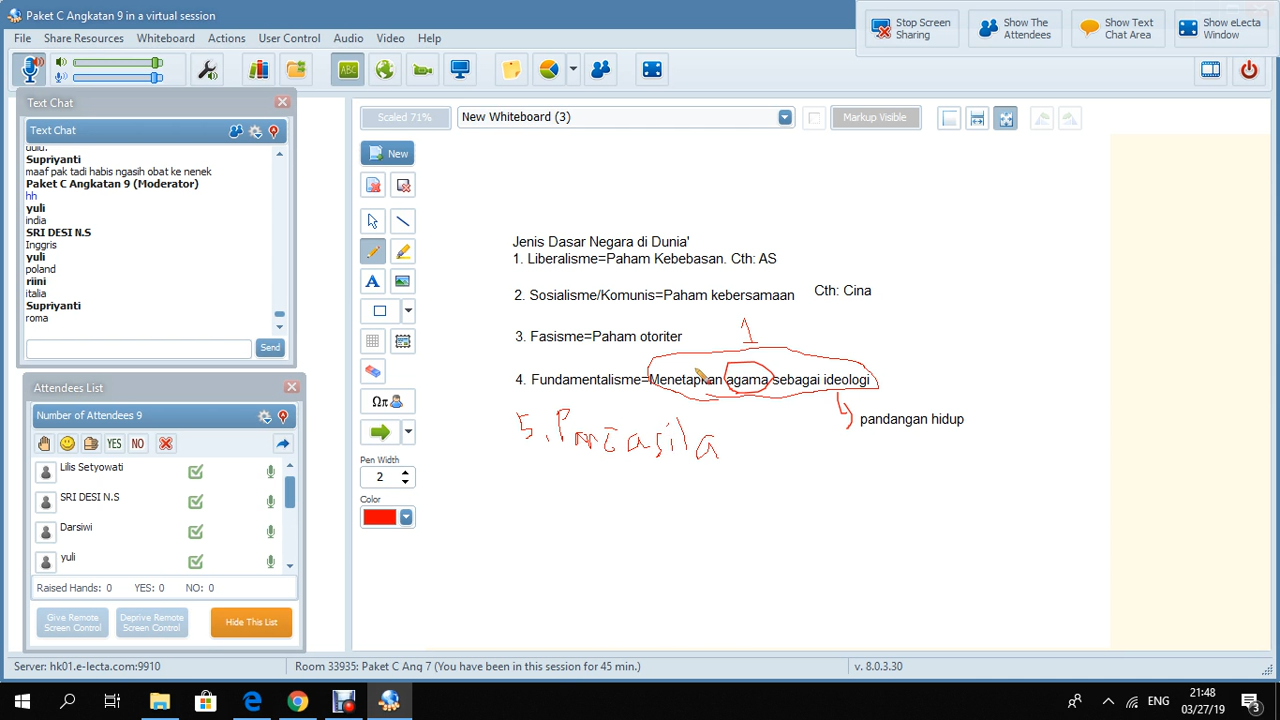 Paket C Angkatan 9 in a virtual session
File Share Resources Whiteboard Actions User Control Audio Video Help
Stop Screen Sharing
Show The Attendees
Show Text Chat Area
Show eLecta Window
ABC
Text Chat
Text Chat
Supriyanti
maaf pak tadi habis ngasih obat ke nenek
Paket C Angkatan 9 (Moderator)
hh
yuli
india
SRI DESI N.S
Inggris
yuli
poland
riini
italia
Supriyanti
roma
Send
Attendees List
Number of Attendees 9
YES NO
Lilis Setyowati
SRI DESI N.S
Darsiwi
yuli
Raised Hands: 0 YES: 0 NO: 0
Give Remote Screen Control
Deprive Remote Screen Control
Hide This List
Scaled 71%
New Whiteboard (3)
Markup Visible
New
A
Ωπ
Pen Width
2
Color
Jenis Dasar Negara di Dunia'
1. Liberalisme=Paham Kebebasan. Cth: AS
2. Sosialisme/Komunis=Paham kebersamaan Cth: Cina
3. Fasisme=Paham otoriter
1
4. Fundamentalisme=Menetapkan agama sebagai ideologi
pandangan hidup
5. Pancasila
Server: hk01.e-lecta.com:9910
Room 33935: Paket C Ang 7 (You have been in this session for 45 min.)
v. 8.0.3.30
ENG
21:48
03/27/19
3